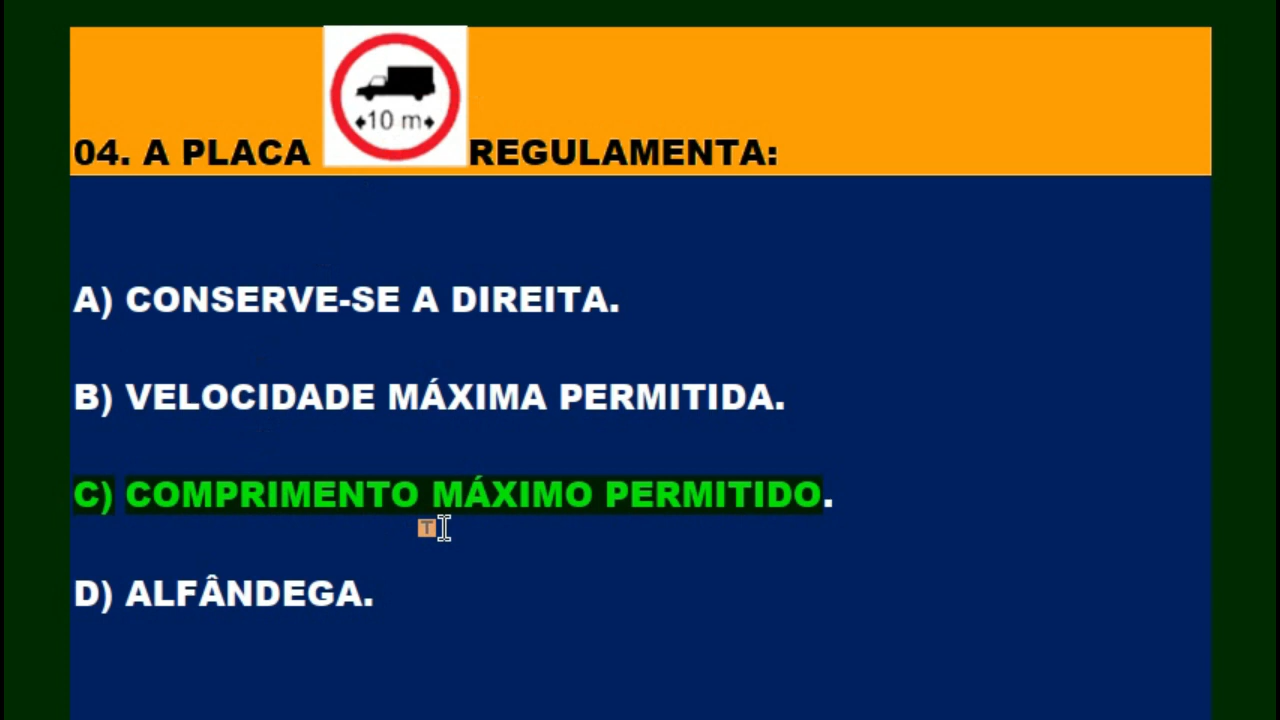 10 m
04. A PLACA REGULAMENTA:
A) CONSERVE-SE A DIREITA.
B) VELOCIDADE MÁXIMA PERMITIDA.
C) COMPRIMENTO MÁXIMO PERMITIDO.
T
D) ALFÂNDEGA.